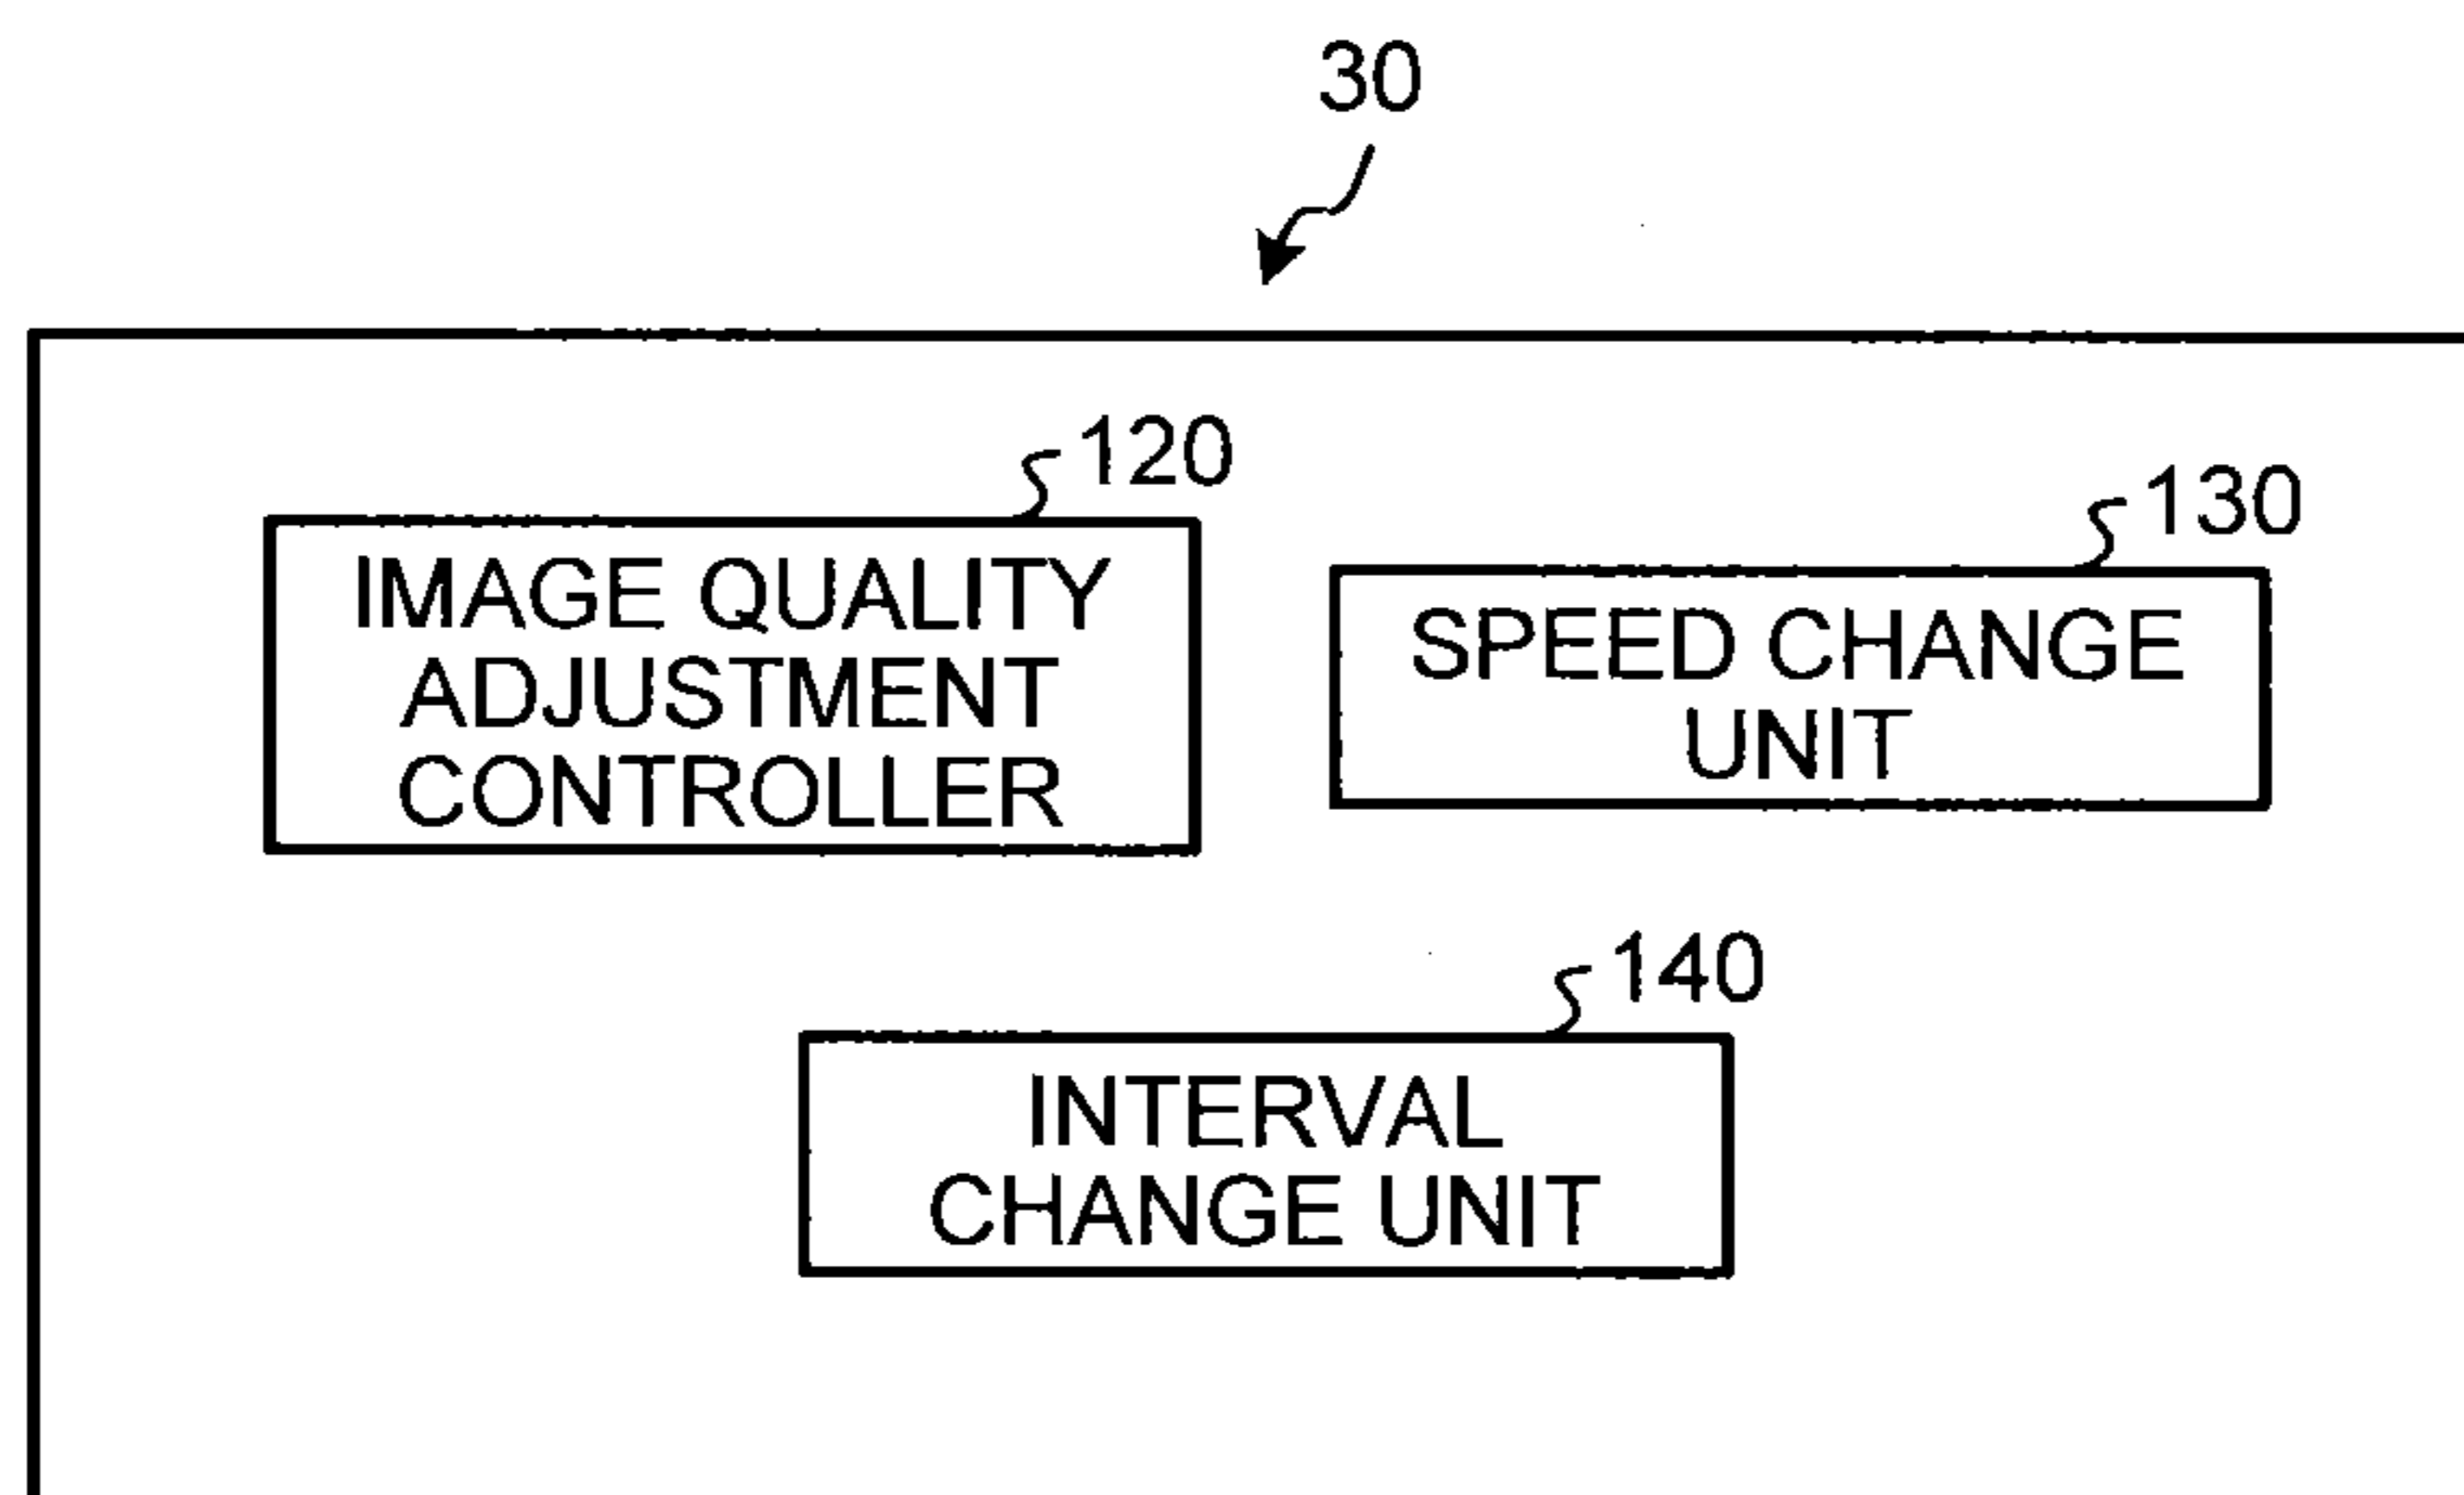 30
120
IMAGE QUALITY
ADJUSTMENT
CONTROLLER
130
SPEED CHANGE
UNIT
140
INTERVAL
CHANGE UNIT